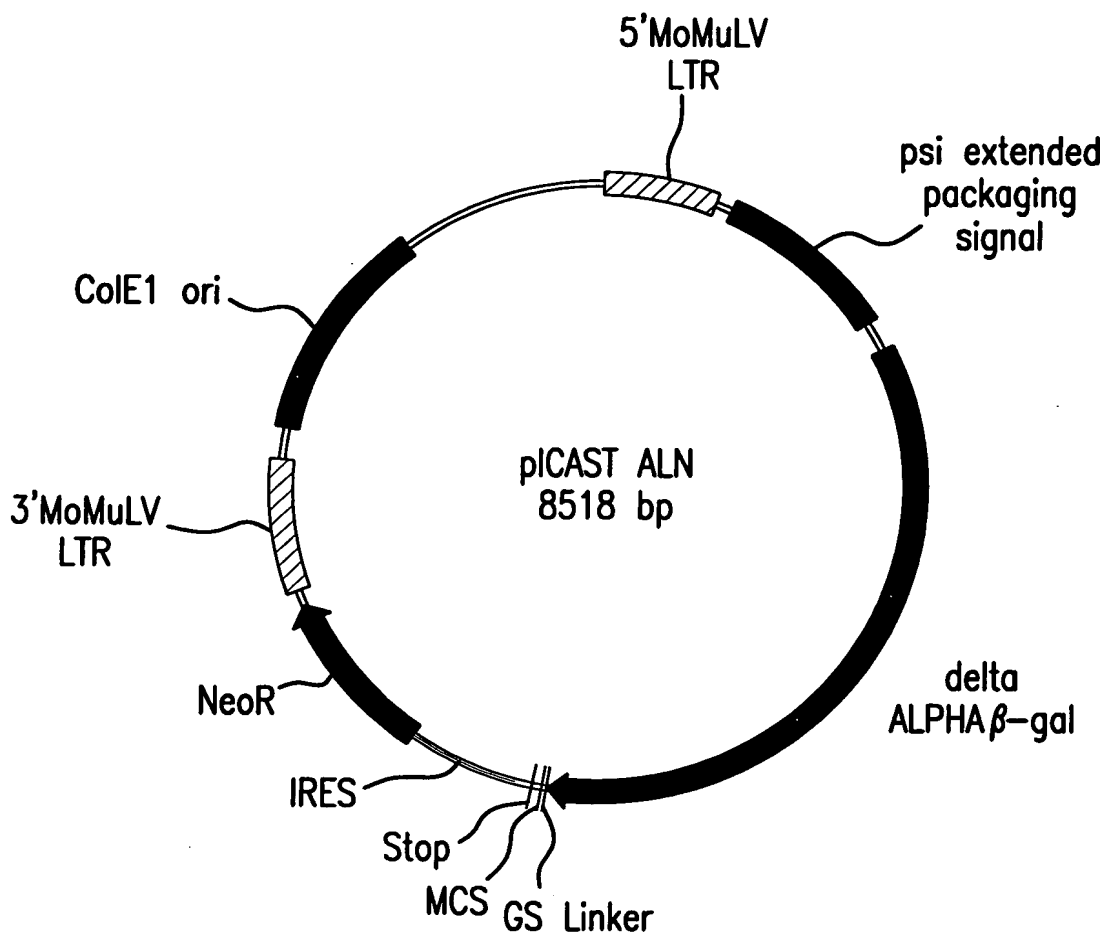 5'MoMuLV
LTR
psi extended
packaging
signal
ColE1 ori
pICAST ALN
8518 bp
3'MoMuLV
LTR
delta
ALPHA β-gal
NeoR
IRES
Stop
MCS
GS Linker